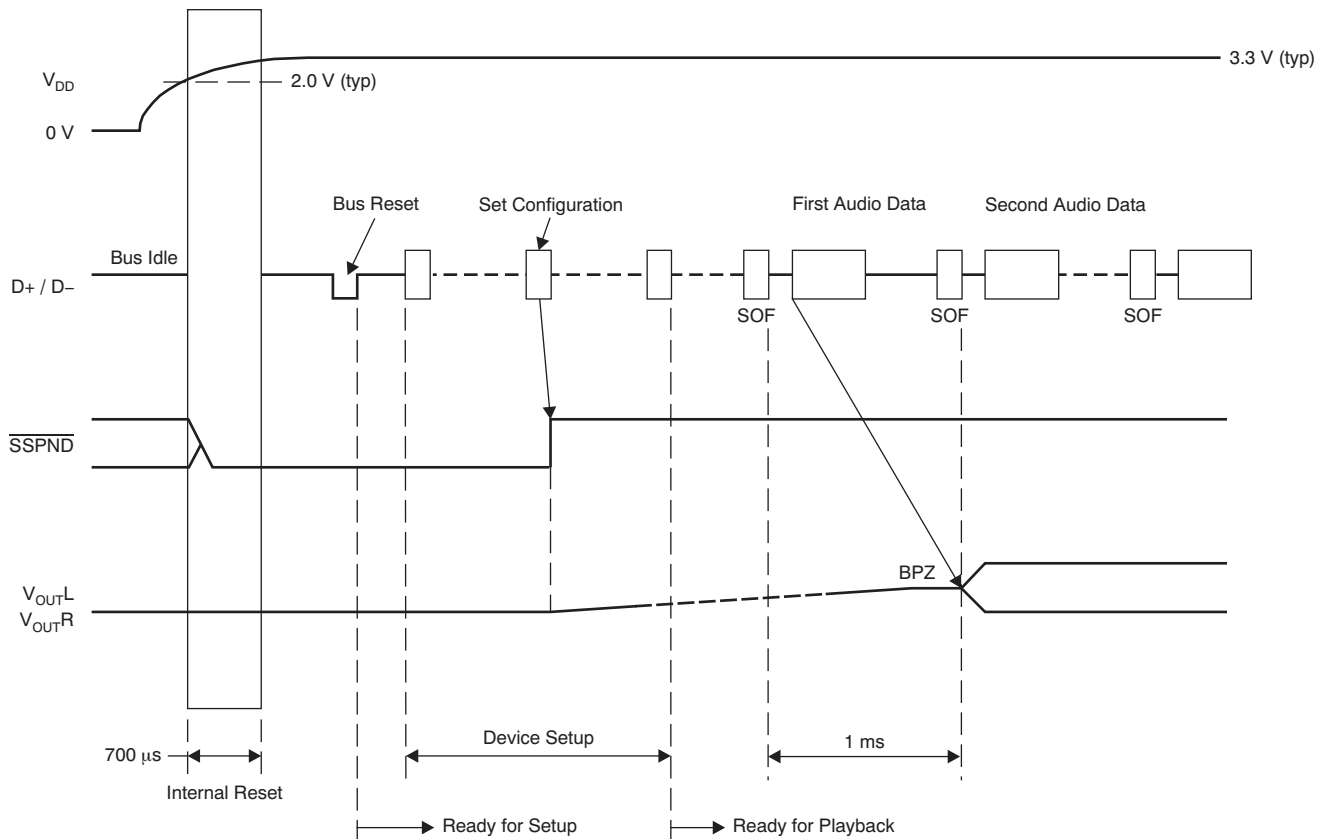 3.3 V (typ)
V_DD
2.0 V (typ)
0 V
Bus Reset
Set Configuration
First Audio Data
Second Audio Data
Bus Idle
D+ / D–
SOF
SOF
SOF
SSPND
BPZ
V_OUTL
V_OUTR
Device Setup
1 ms
700 μs
Internal Reset
Ready for Setup
Ready for Playback